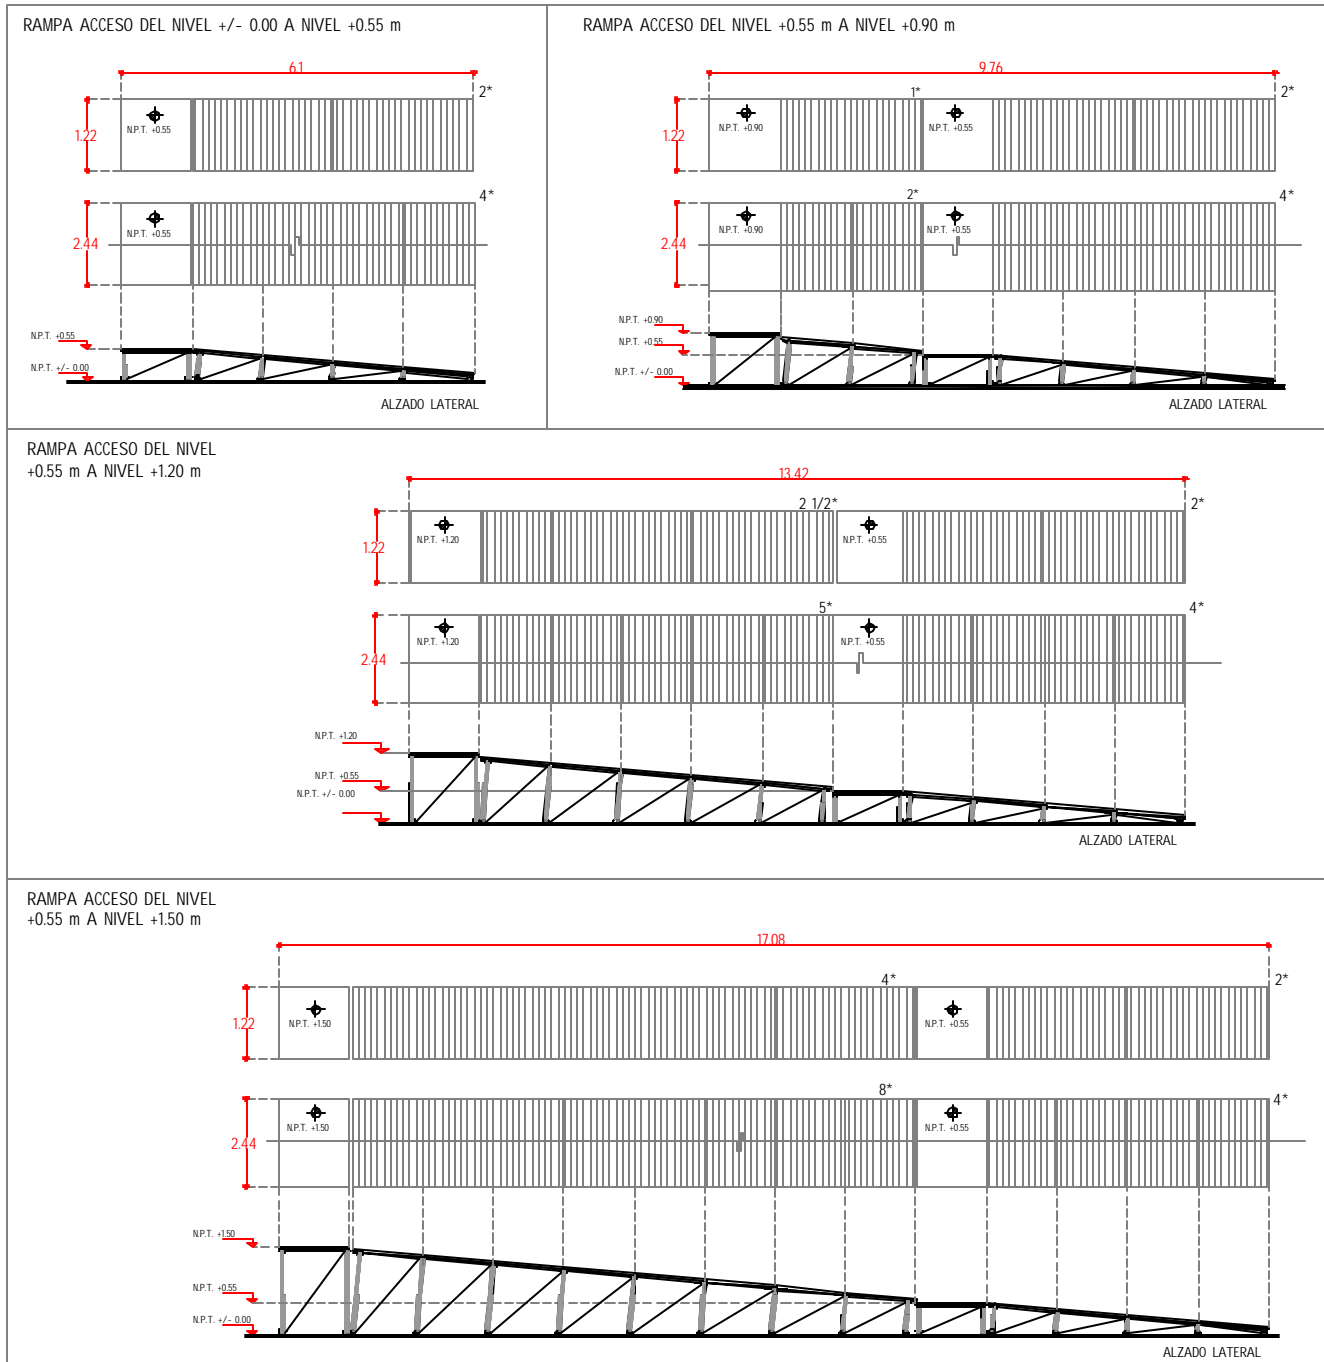 RAMPA ACCESO DEL NIVEL +/- 0.00 A NIVEL +0.55 m
6.1
2*
1.22
N.P.T. +0.55
4*
2.44
N.P.T. +0.55
N.P.T. +0.55
N.P.T. +/- 0.00
ALZADO LATERAL
RAMPA ACCESO DEL NIVEL +0.55 m A NIVEL +0.90 m
9.76
1*
2*
1.22
N.P.T. +0.90
N.P.T. +0.55
2*
4*
2.44
N.P.T. +0.90
N.P.T. +0.55
N.P.T. +0.90
N.P.T. +0.55
N.P.T. +/- 0.00
ALZADO LATERAL
RAMPA ACCESO DEL NIVEL
+0.55 m A NIVEL +1.20 m
13.42
2 1/2*
2*
1.22
N.P.T. +1.20
N.P.T. +0.55
5*
4*
2.44
N.P.T. +1.20
N.P.T. +0.55
N.P.T. +1.20
N.P.T. +0.55
N.P.T. +/- 0.00
ALZADO LATERAL
RAMPA ACCESO DEL NIVEL
+0.55 m A NIVEL +1.50 m
17.08
4*
2*
1.22
N.P.T. +1.50
N.P.T. +0.55
8*
4*
2.44
N.P.T. +1.50
N.P.T. +0.55
N.P.T. +1.50
N.P.T. +0.55
N.P.T. +/- 0.00
ALZADO LATERAL